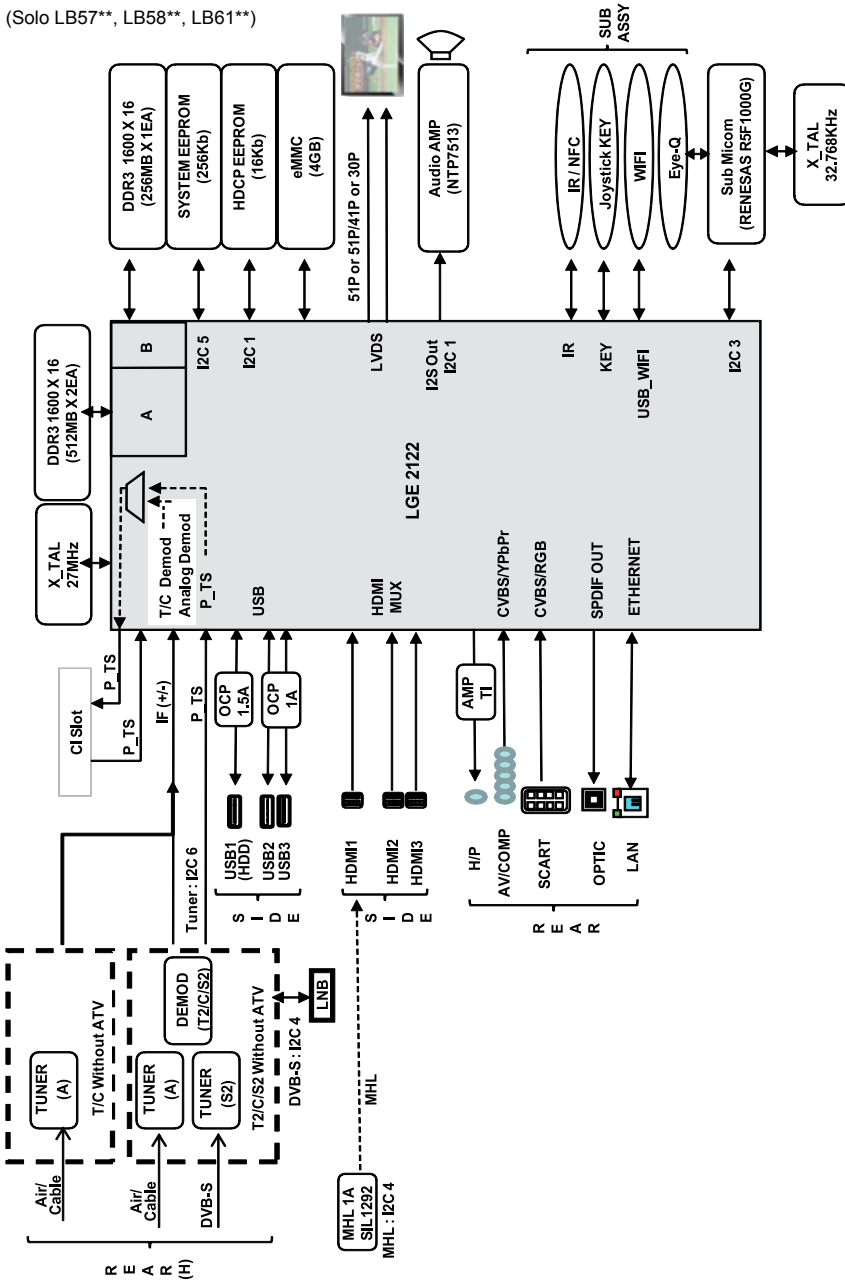 (Solo LB57**, LB58**, LB61**)
SUB
ASSY
DDR3 1600 X 16
(256MB X 1EA)
SYSTEM EEPROM
(256Kb)
HDCP EEPROM
(16Kb)
eMMC
(4GB)
51P or 51P/41P or 30P
Audio AMP
(NTP7513)
IR / NFC
Joystick KEY
WIFI
Eye-Q
Sub Micom
(RENESAS R5F1000G)
X_TAL
32.768KHz
DDR3 1600 X 16
(512MB X 2EA)
X_TAL
27MHz
A
B
I2C 5
I2C 1
LVDS
I2S Out
I2C 1
IR
KEY
USB_WIFI
I2C 3
LGE 2122
T/C Demod
Analog Demod
P_TS
USB
HDMI
MUX
CVBS/YPbPr
CVBS/RGB
SPDIF OUT
ETHERNET
CI Slot
P_TS
P_TS
IF (+/-)
P_TS
Tuner : I2C 6
OCP
1.5A
OCP
1A
AMP
TI
USB1
(HDD)
USB2
USB3
SIDE
HDMI1
HDMI2
HDMI3
SIDE
H/P
AV/COMP
SCART
OPTIC
LAN
REAR
TUNER
(A)
T/C Without ATV
TUNER
(A)
TUNER
(S2)
DEMOD
(T2/C/S2)
T2/C/S2 Without ATV
DVB-S : I2C 4
LNB
MHL
MHL 1A
SIL1292
MHL : I2C 4
Air/
Cable
Air/
Cable
DVB-S
REAR
(H)